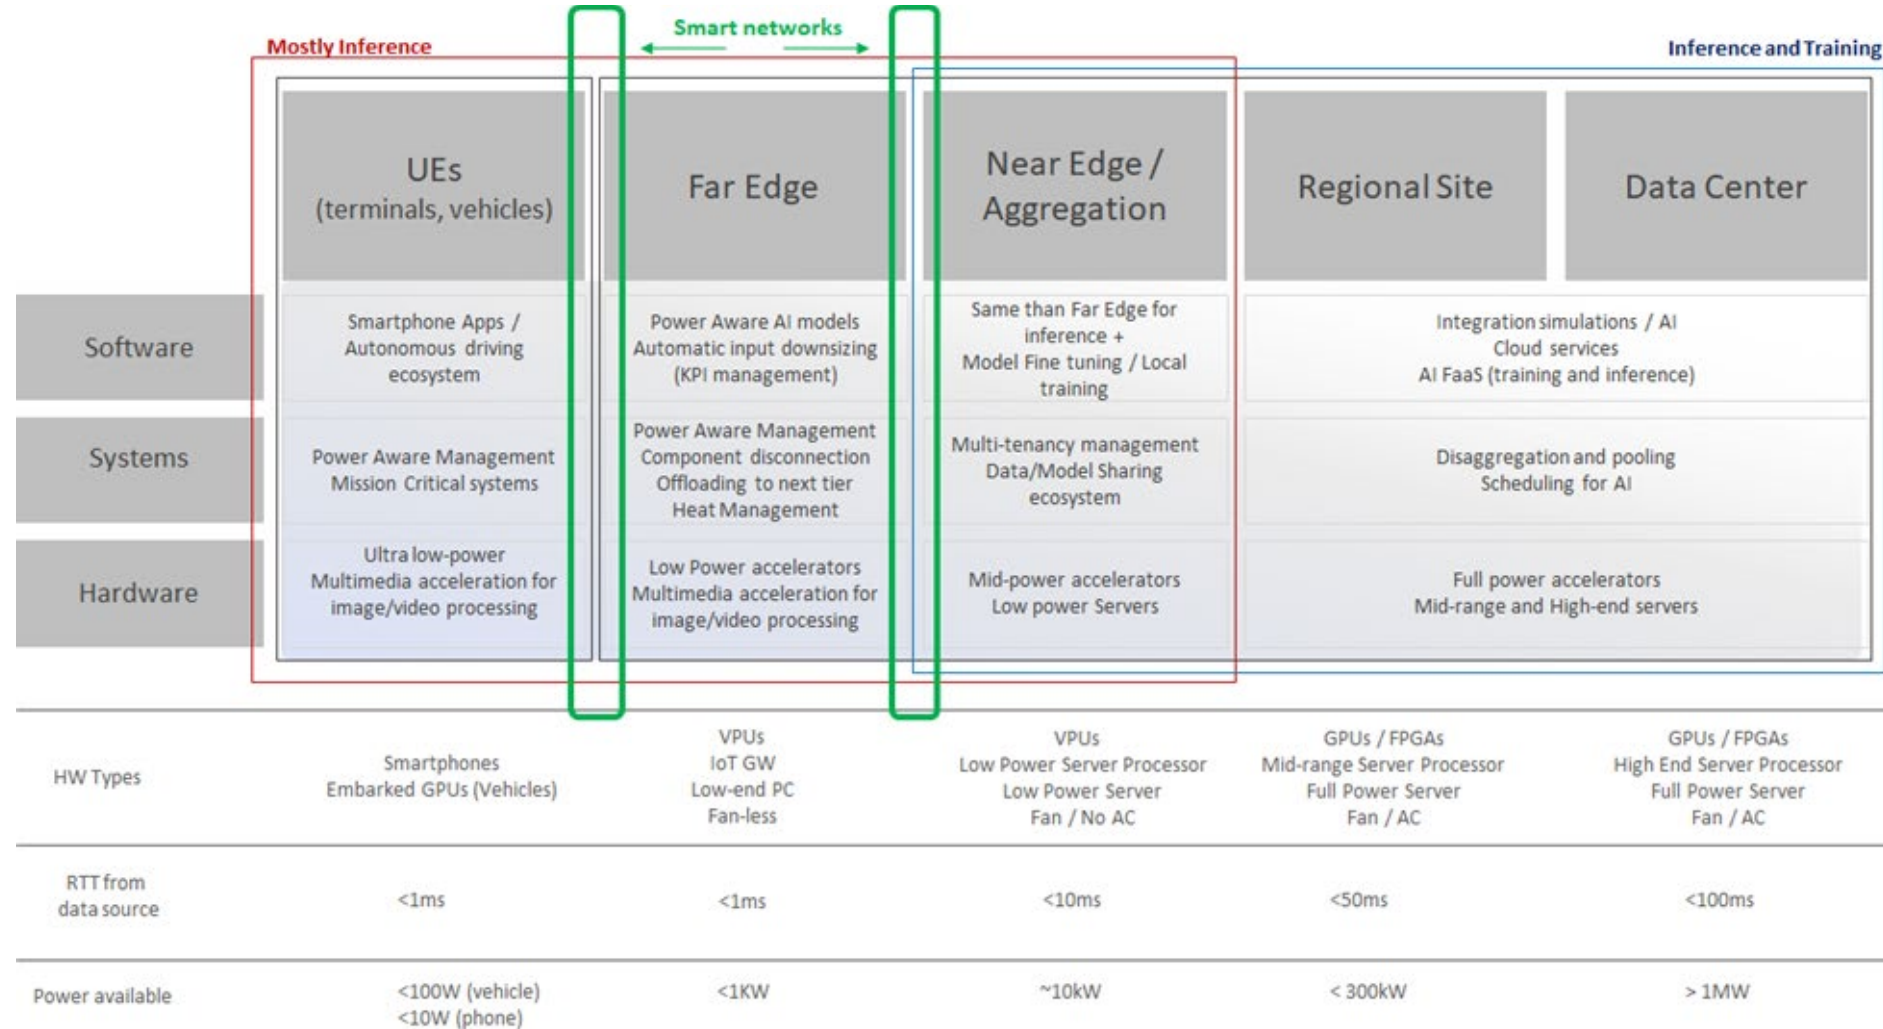 Smart networks
Mostly Inference
Inference and Training
UEs
(terminals, vehicles)
Far Edge
Near Edge /
Aggregation
Regional Site
Data Center
Software
Smartphone Apps /
Autonomous driving
ecosystem
Power Aware AI models
Automatic input downsizing
(KPI management)
Same than Far Edge for
inference +
Model Fine tuning / Local
training
Integration simulations / AI
Cloud services
AI FaaS (training and inference)
Systems
Power Aware Management
Mission Critical systems
Power Aware Management
Component disconnection
Offloading to next tier
Heat Management
Multi-tenancy management
Data/Model Sharing
ecosystem
Disaggregation and pooling
Scheduling for AI
Hardware
Ultra low-power
Multimedia acceleration for
image/video processing
Low Power accelerators
Multimedia acceleration for
image/video processing
Mid-power accelerators
Low power Servers
Full power accelerators
Mid-range and High-end servers
HW Types
Smartphones
Embarked GPUs (Vehicles)
VPUs
IoT GW
Low-end PC
Fan-less
VPUs
Low Power Server Processor
Low Power Server
Fan / No AC
GPUs / FPGAs
Mid-range Server Processor
Full Power Server
Fan / AC
GPUs / FPGAs
High End Server Processor
Full Power Server
Fan / AC
RTT from
data source
<1ms
<1ms
<10ms
<50ms
<100ms
Power available
<100W (vehicle)
<10W (phone)
<1KW
~10kW
< 300kW
> 1MW